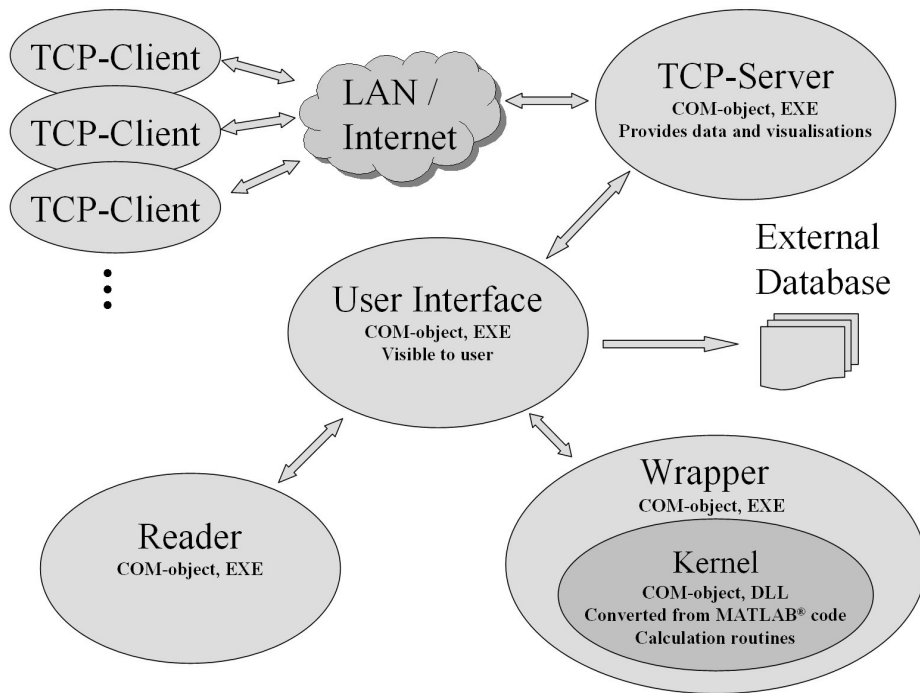 TCP-Client
TCP-Client
TCP-Client
LAN /
Internet
TCP-Server
COM-object, EXE
Provides data and visualisations
External
Database
User Interface
COM-object, EXE
Visible to user
Reader
COM-object, EXE
Wrapper
COM-object, EXE
Kernel
COM-object, DLL
Converted from MATLAB® code
Calculation routines